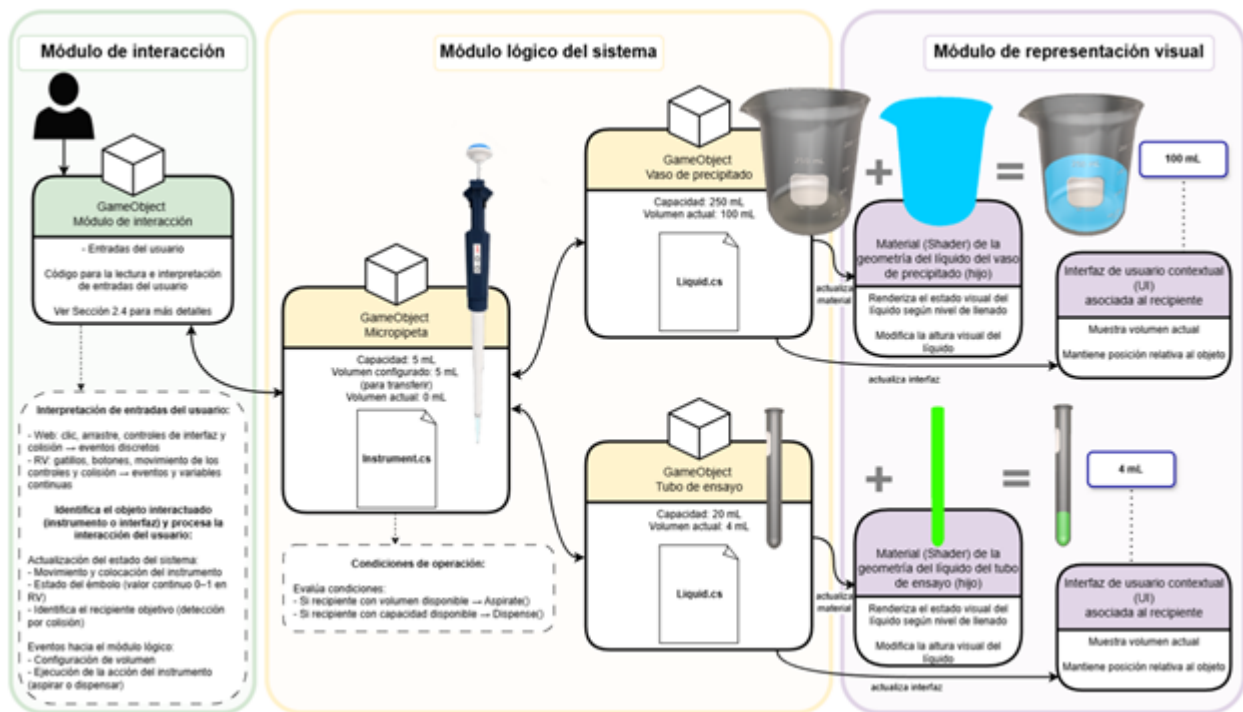 Módulo de interacción
GameObject
Módulo de interacción
- Entradas del usuario
Código para la lectura e interpretación
de entradas del usuario
Ver Sección 2.4 para más detalles
Interpretación de entradas del usuario:
- Web: clic, arrastre, controles de interfaz y
colisión → eventos discretos
- RV: gatillos, botones, movimiento de los
controles y colisión → eventos y variables
continuas
Identifica el objeto interactuado
(instrumento o interfaz) y procesa la
interacción del usuario:
Actualización del estado del sistema:
- Movimiento y colocación del instrumento
- Estado del émbolo (valor continuo 0–1 en
RV)
- Identifica el recipiente objetivo (detección
por colisión)
Eventos hacia el módulo lógico:
- Configuración de volumen
- Ejecución de la acción del instrumento
(aspirar o dispensar)
Módulo lógico del sistema
GameObject
Micropipeta
Capacidad: 5 mL
Volumen configurado: 5 mL
(para transferir)
Volumen actual: 0 mL
Instrument.cs
Condiciones de operación:
Evalúa condiciones:
- Si recipiente con volumen disponible → Aspirate()
- Si recipiente con capacidad disponible → Dispense()
GameObject
Vaso de precipitado
Capacidad: 250 mL
Volumen actual: 100 mL
Liquid.cs
GameObject
Tubo de ensayo
Capacidad: 20 mL
Volumen actual: 4 mL
Liquid.cs
Módulo de representación visual
+
=
100 mL
actualiza
material
Material (Shader) de la
geometría del líquido del vaso
de precipitado (hijo)
Renderiza el estado visual del
líquido según nivel de llenado
Modifica la altura visual del
líquido
Interfaz de usuario contextual
(UI)
asociada al recipiente
Muestra volumen actual
Mantiene posición relativa al objeto
actualiza interfaz
+
=
4 mL
actualiza
material
Material (Shader) de la
geometría del líquido del tubo
de ensayo (hijo)
Renderiza el estado visual del
líquido según nivel de llenado
Modifica la altura visual del
líquido
Interfaz de usuario contextual
(UI)
asociada al recipiente
Muestra volumen actual
Mantiene posición relativa al objeto
actualiza interfaz